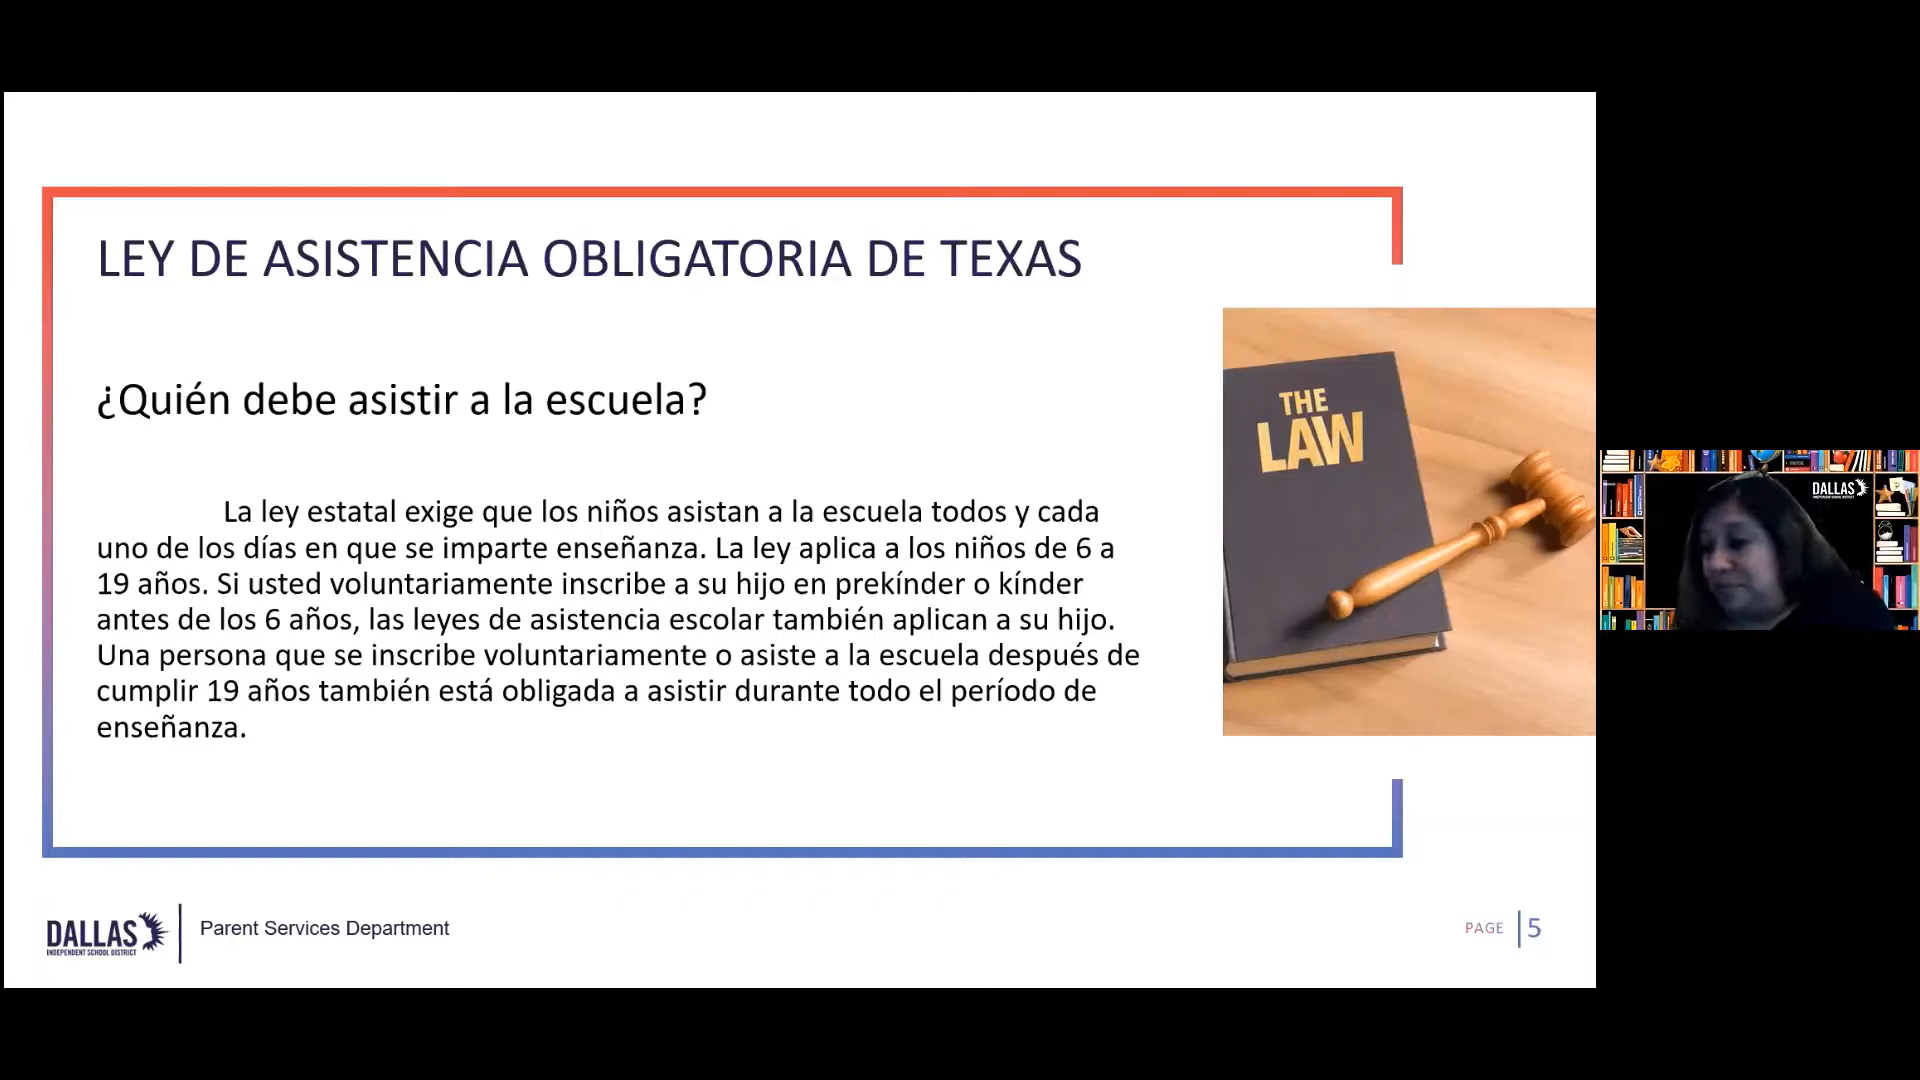 LEY DE ASISTENCIA OBLIGATORIA DE TEXAS
¿Quién debe asistir a la escuela?
La ley estatal exige que los niños asistan a la escuela todos y cada
uno de los días en que se imparte enseñanza. La ley aplica a los niños de 6 a
19 años. Si usted voluntariamente inscribe a su hijo en prekínder o kínder
antes de los 6 años, las leyes de asistencia escolar también aplican a su hijo.
Una persona que se inscribe voluntariamente o asiste a la escuela después de
cumplir 19 años también está obligada a asistir durante todo el período de
enseñanza.
THE
LAW
DALLAS
INDEPENDENT SCHOOL DISTRICT
Parent Services Department
PAGE 5
DALLAS
INDEPENDENT SCHOOL DISTRICT